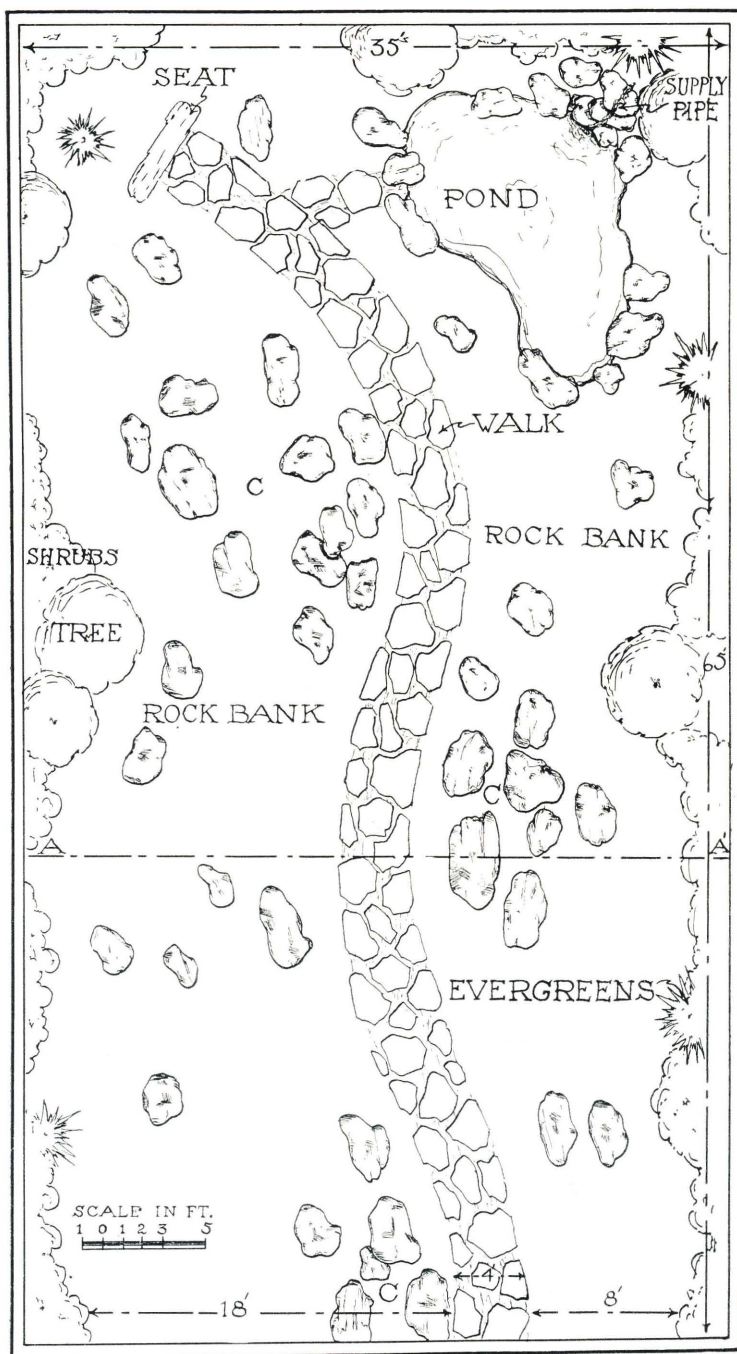 35's
SEAT
SUPPLY
PIPE
POND
WALK
C
ROCK BANK
SHRUBS
TREE
65'
ROCK BANK
C
A
A
EVERGREENS
SCALE IN FT.
1 0 1 2 3 5
C
4
18'
8'